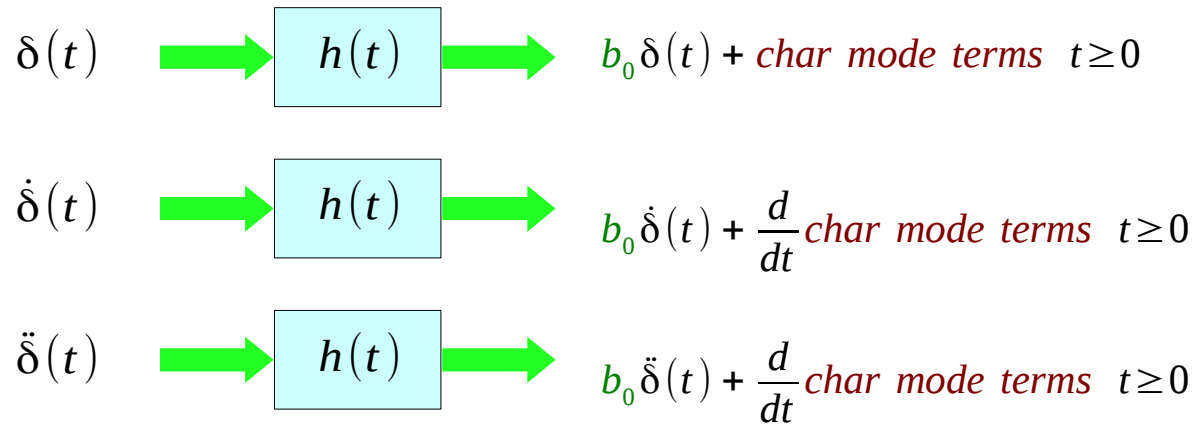 δ(t) h(t) b₀δ(t) + char mode terms t≥0
δ̇(t) h(t) b₀δ̇(t) + d/dt char mode terms t≥0
δ̈(t) h(t) b₀δ̈(t) + d/dt char mode terms t≥0